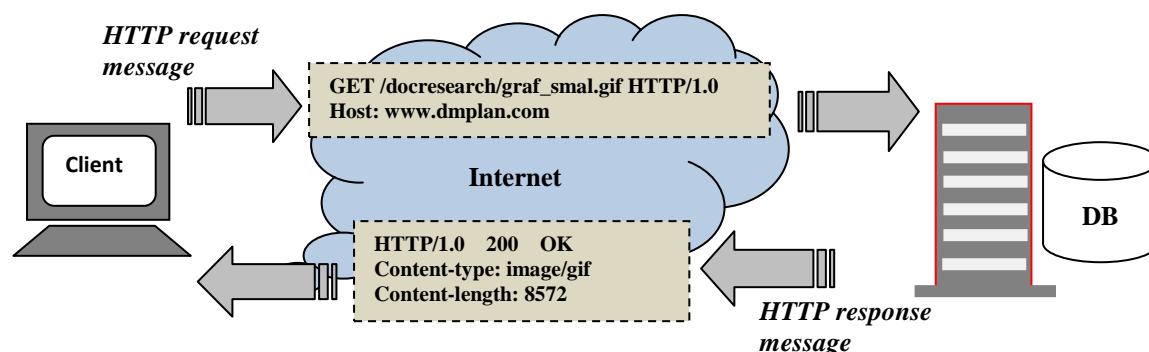 HTTP request
message
GET /docresearch/graf_smal.gif HTTP/1.0
Host: www.dmplan.com
Client
Internet
DB
HTTP/1.0 200 OK
Content-type: image/gif
Content-length: 8572
HTTP response
message